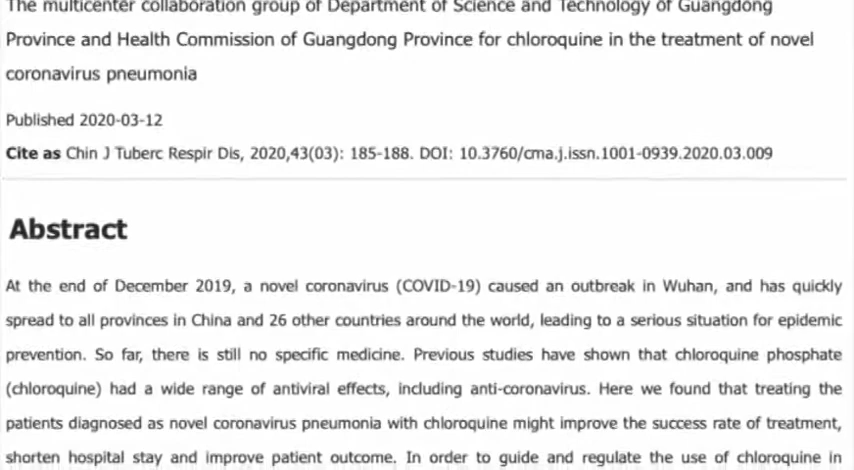 The multicenter collaboration group of Department of Science and Technology of Guangdong
Province and Health Commission of Guangdong Province for chloroquine in the treatment of novel
coronavirus pneumonia
Published 2020-03-12
Cite as Chin J Tuberc Respir Dis, 2020,43(03): 185-188. DOI: 10.3760/cma.j.issn.1001-0939.2020.03.009
Abstract
At the end of December 2019, a novel coronavirus (COVID-19) caused an outbreak in Wuhan, and has quickly
spread to all provinces in China and 26 other countries around the world, leading to a serious situation for epidemic
prevention. So far, there is still no specific medicine. Previous studies have shown that chloroquine phosphate
(chloroquine) had a wide range of antiviral effects, including anti-coronavirus. Here we found that treating the
patients diagnosed as novel coronavirus pneumonia with chloroquine might improve the success rate of treatment,
shorten hospital stay and improve patient outcome. In order to guide and regulate the use of chloroquine in